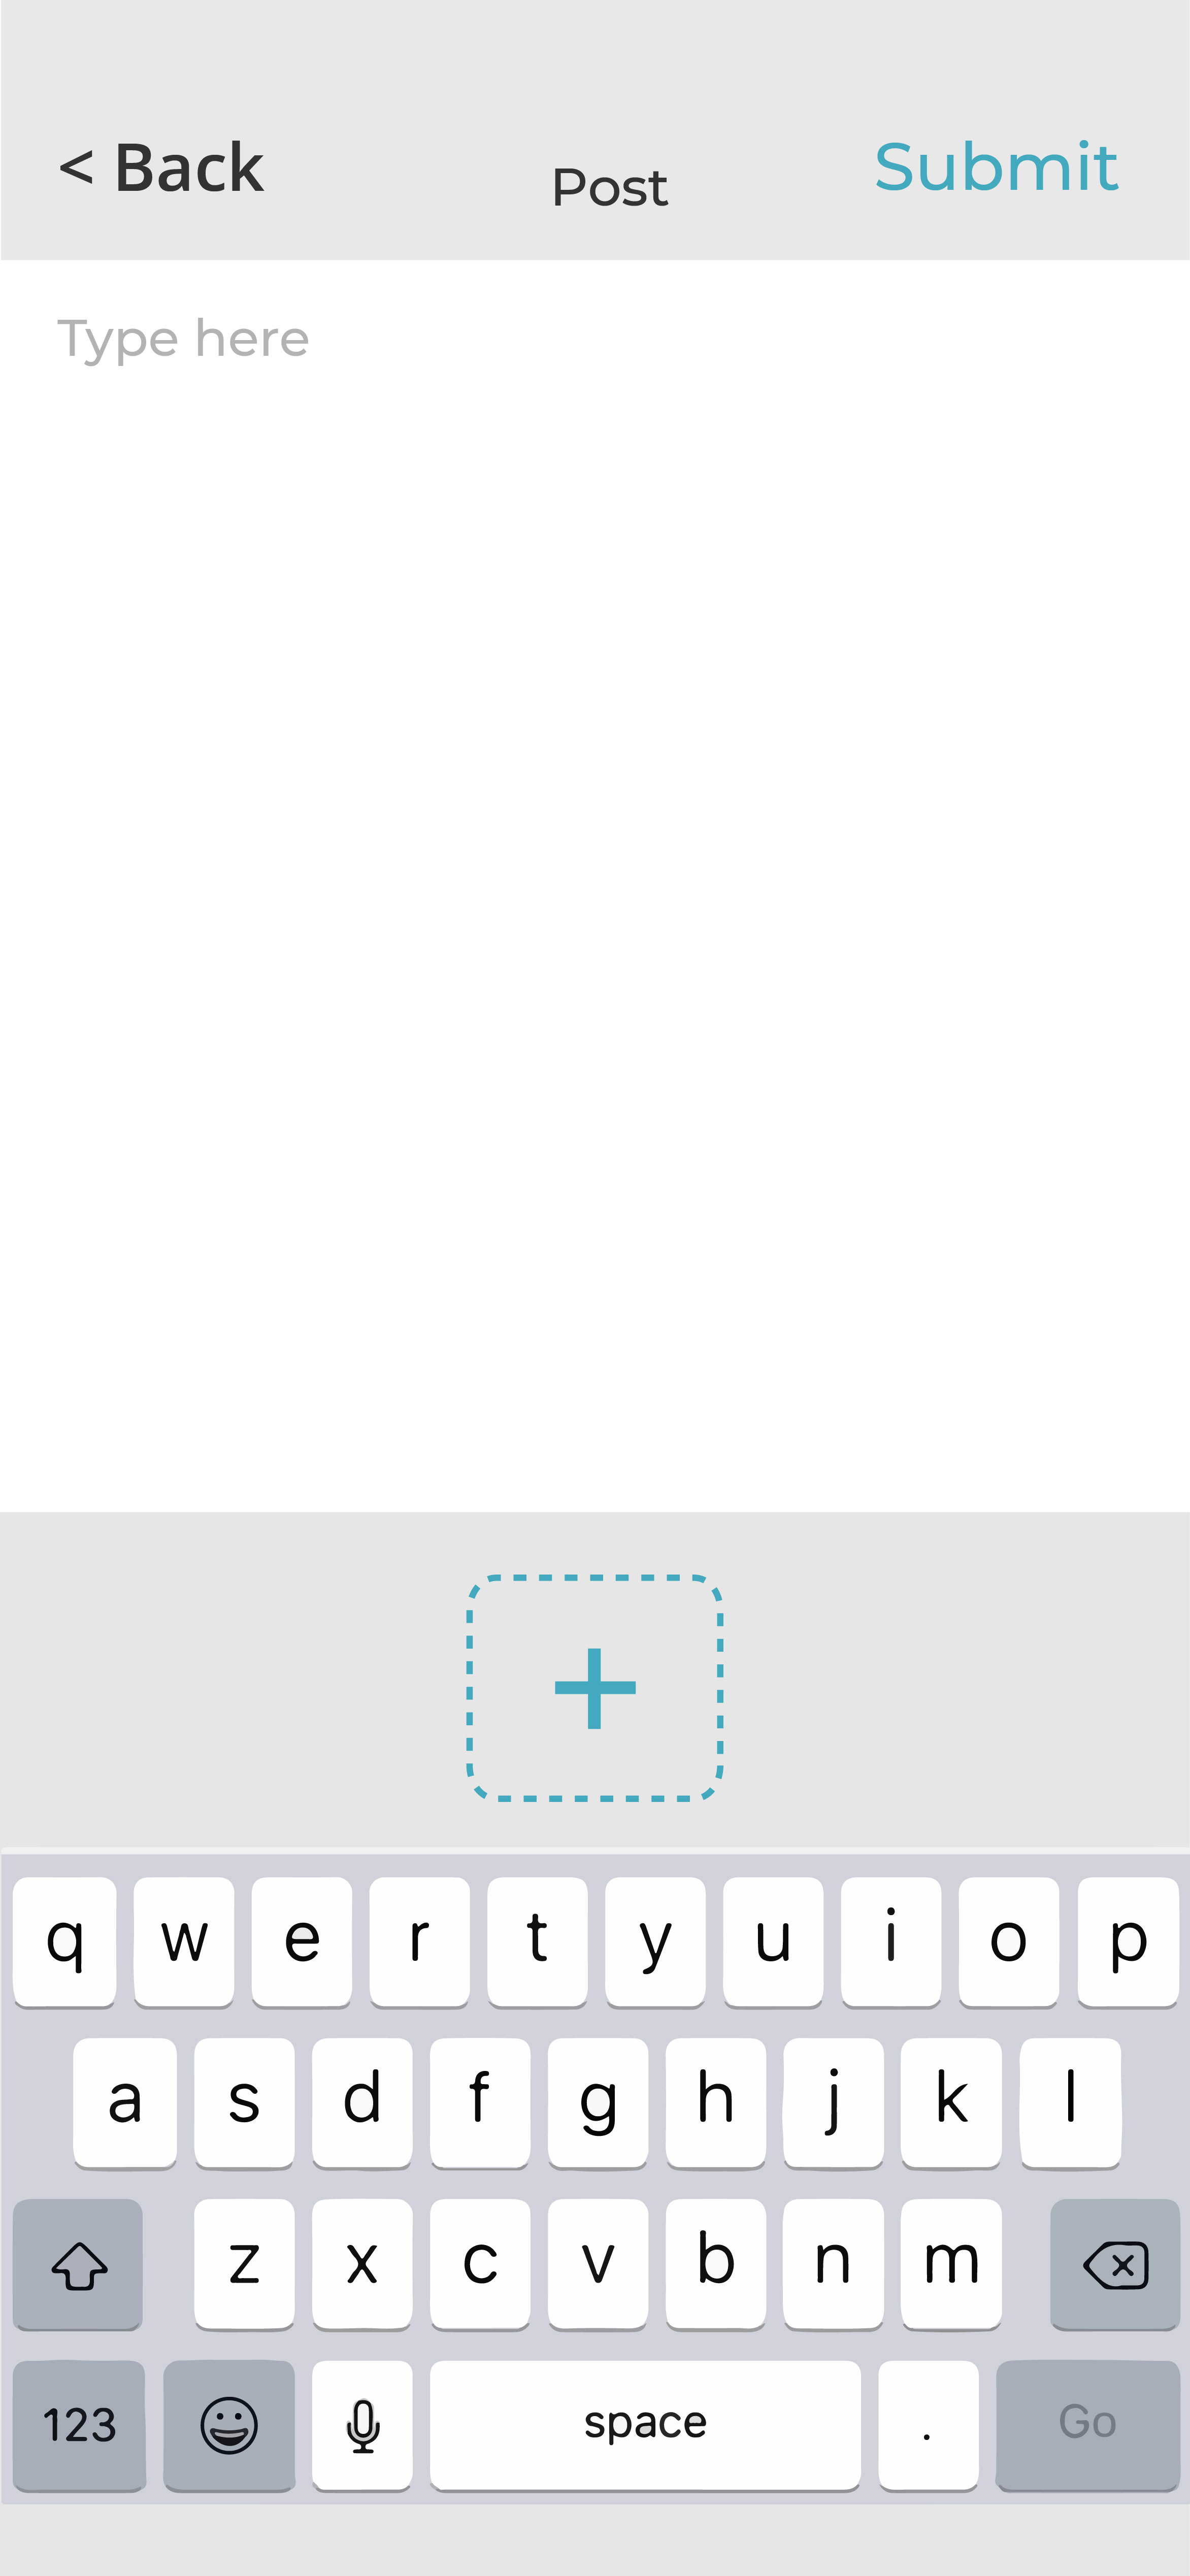 < Back Post Submit
Type here
q w e r t y u i o p
a s d f g h j k l
z x c v b n m
123 space . Go